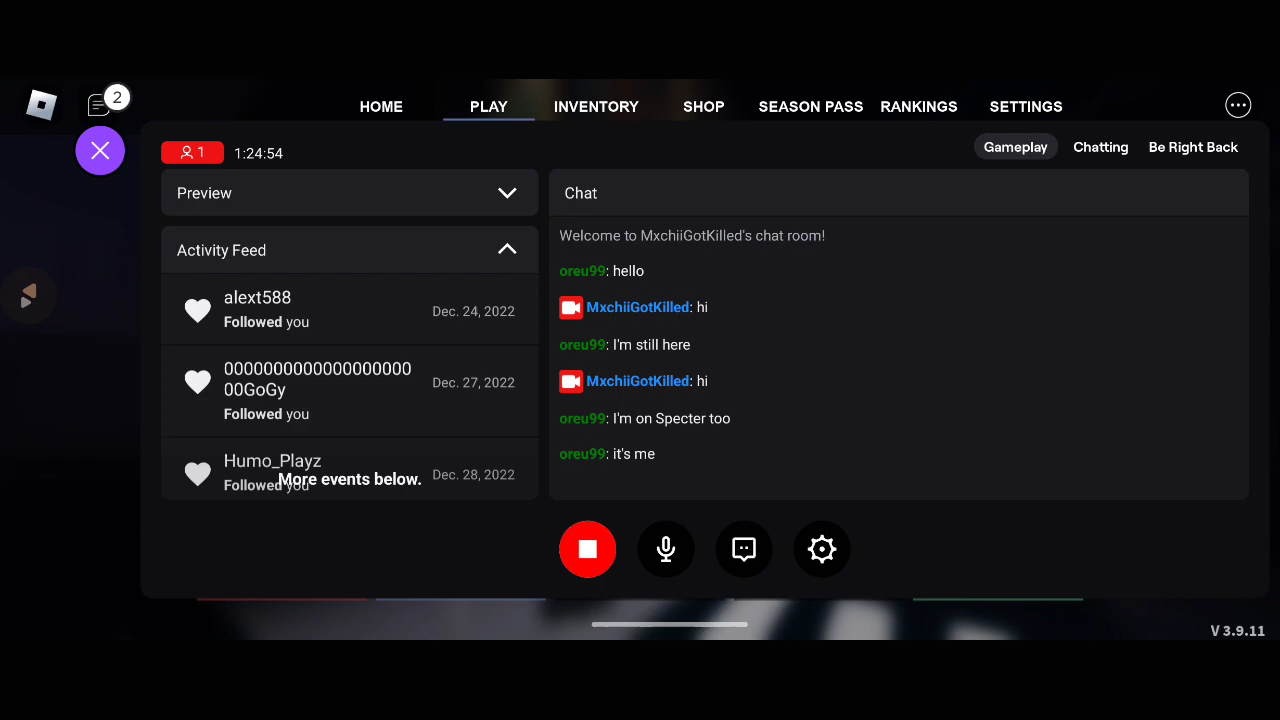 2
HOME PLAY INVENTORY SHOP SEASON PASS RANKINGS SETTINGS
1 1:24:54
Gameplay Chatting Be Right Back
Preview
Activity Feed
alext588
Followed you
Dec. 24, 2022
0000000000000000000
00GoGy
Followed you
Dec. 27, 2022
Humo_Playz
Followed you
Dec. 28, 2022
More events below.
Chat
Welcome to MxchiiGotKilled's chat room!
oreu99: hello
MxchiiGotKilled: hi
oreu99: I'm still here
MxchiiGotKilled: hi
oreu99: I'm on Specter too
oreu99: it's me
V 3.9.11